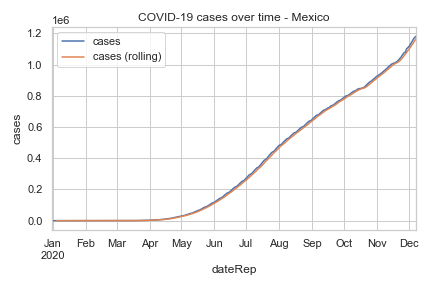 COVID-19 cases over time - Mexico
1e6
cases
cases (rolling)
1.2
1.0
0.8
0.6
0.4
0.2
0.0
cases
Jan Feb Mar Apr May Jun Jul Aug Sep Oct Nov Dec
2020
dateRep